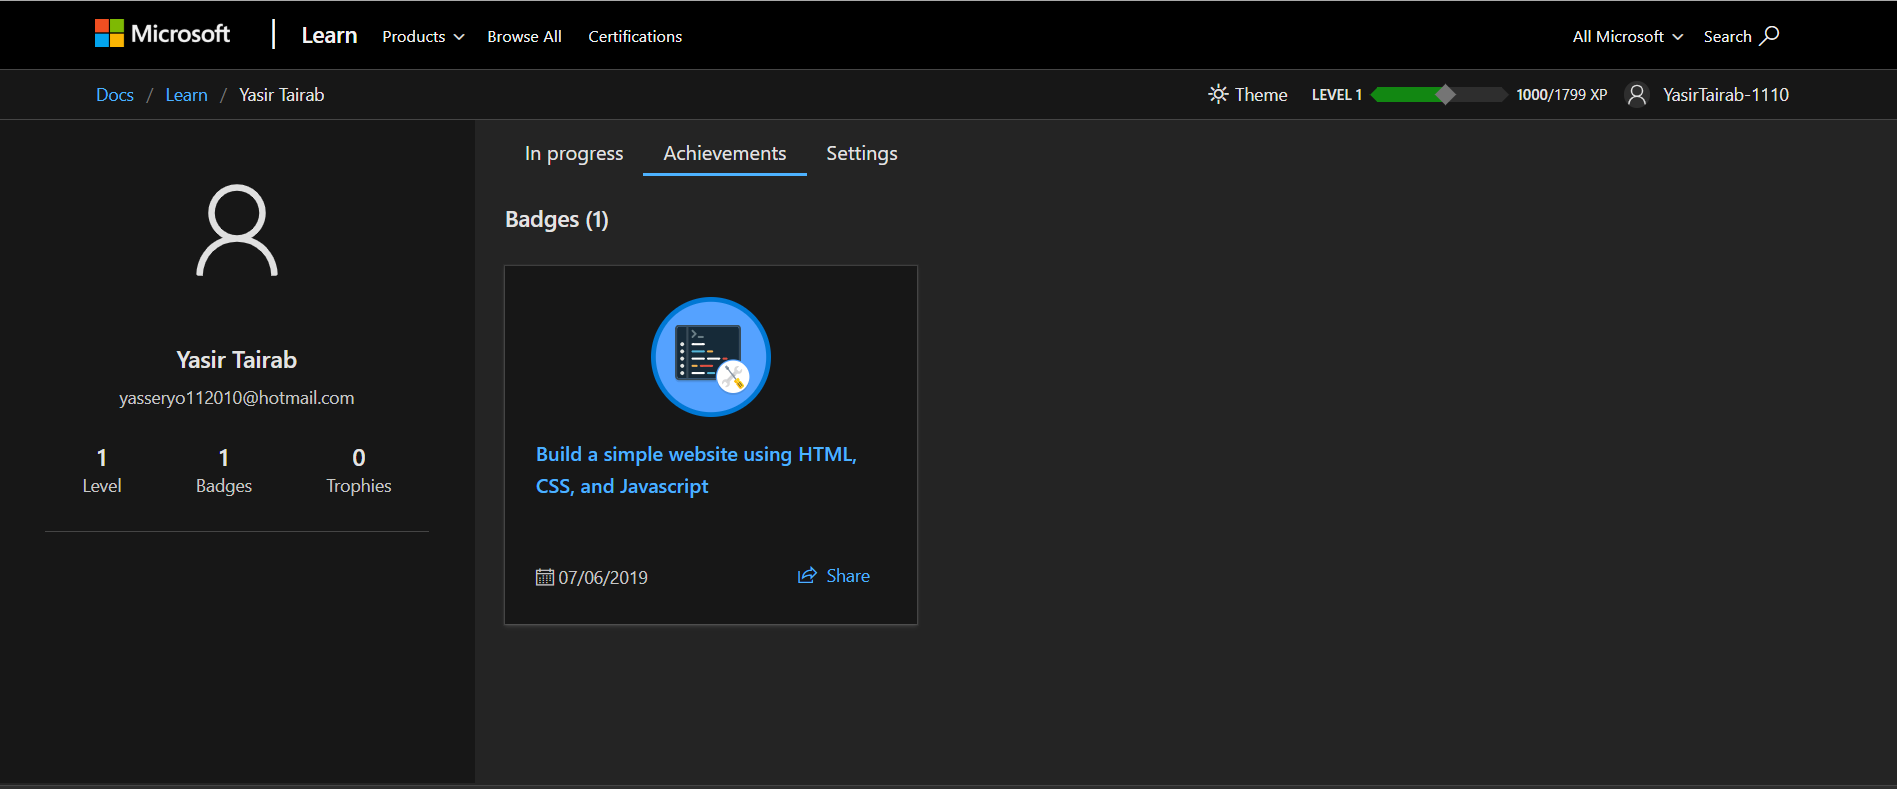 Microsoft | Learn Products Browse All Certifications All Microsoft Search
Docs / Learn / Yasir Tairab Theme LEVEL 1 1000/1799 XP YasirTairab-1110
In progress Achievements Settings
Badges (1)
Yasir Tairab
yasseryo112010@hotmail.com
1 1 0
Level Badges Trophies
Build a simple website using HTML,
CSS, and Javascript
07/06/2019 Share